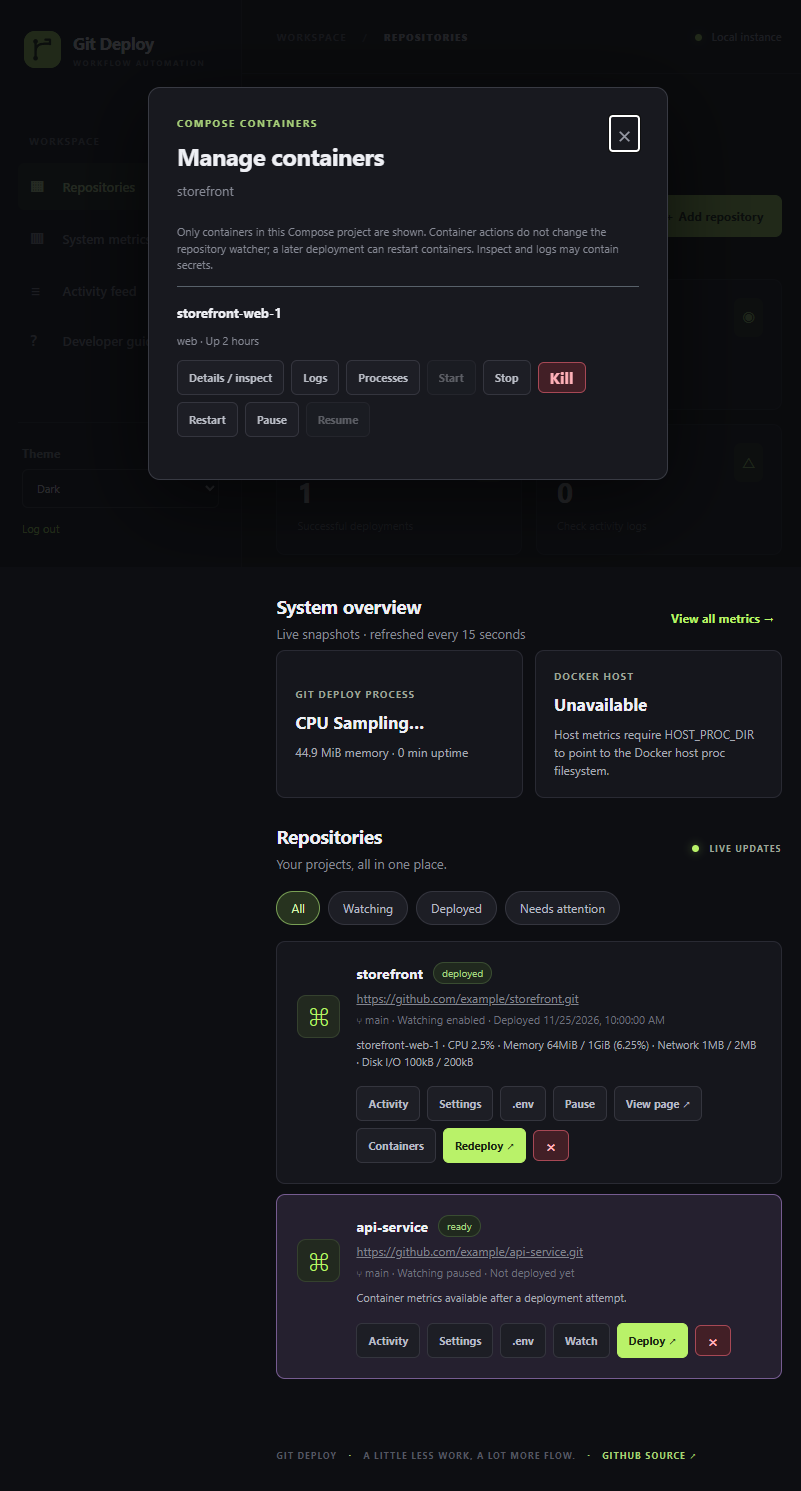 Git Deploy
WORKFLOW AUTOMATION
WORKSPACE / REPOSITORIES
Local instance
WORKSPACE
Repositories
System metrics
Activity feed
? Developer guid
Theme
Dark
Log out
+ Add repository
COMPOSE CONTAINERS
Manage containers
storefront
Only containers in this Compose project are shown. Container actions do not change the
repository watcher; a later deployment can restart containers. Inspect and logs may contain
secrets.
storefront-web-1
web · Up 2 hours
Details / inspect Logs Processes Start Stop Kill
Restart Pause Resume
1
Successful deployments
0
Check activity logs
System overview
Live snapshots · refreshed every 15 seconds
View all metrics →
GIT DEPLOY PROCESS
CPU Sampling...
44.9 MiB memory · 0 min uptime
DOCKER HOST
Unavailable
Host metrics require HOST_PROC_DIR
to point to the Docker host proc
filesystem.
Repositories
Your projects, all in one place.
LIVE UPDATES
All Watching Deployed Needs attention
storefront deployed
https://github.com/example/storefront.git
⑂ main · Watching enabled · Deployed 11/25/2026, 10:00:00 AM
storefront-web-1 · CPU 2.5% · Memory 64MiB / 1GiB (6.25%) · Network 1MB / 2MB
· Disk I/O 100kB / 200kB
Activity Settings .env Pause View page ↗
Containers Redeploy ↗ ×
api-service ready
https://github.com/example/api-service.git
⑂ main · Watching paused · Not deployed yet
Container metrics available after a deployment attempt.
Activity Settings .env Watch Deploy ↗ ×
GIT DEPLOY · A LITTLE LESS WORK, A LOT MORE FLOW. · GITHUB SOURCE ↗